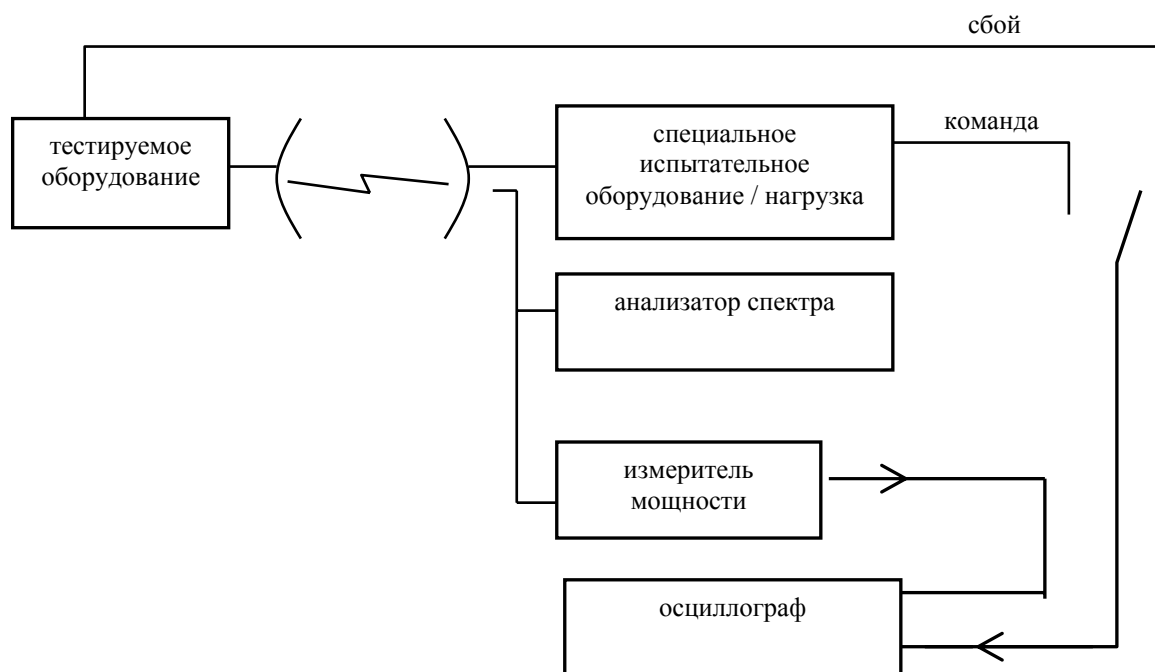 сбой
тестируемое
оборудование
специальное
испытательное
оборудование / нагрузка
команда
анализатор спектра
измеритель
мощности
осциллограф